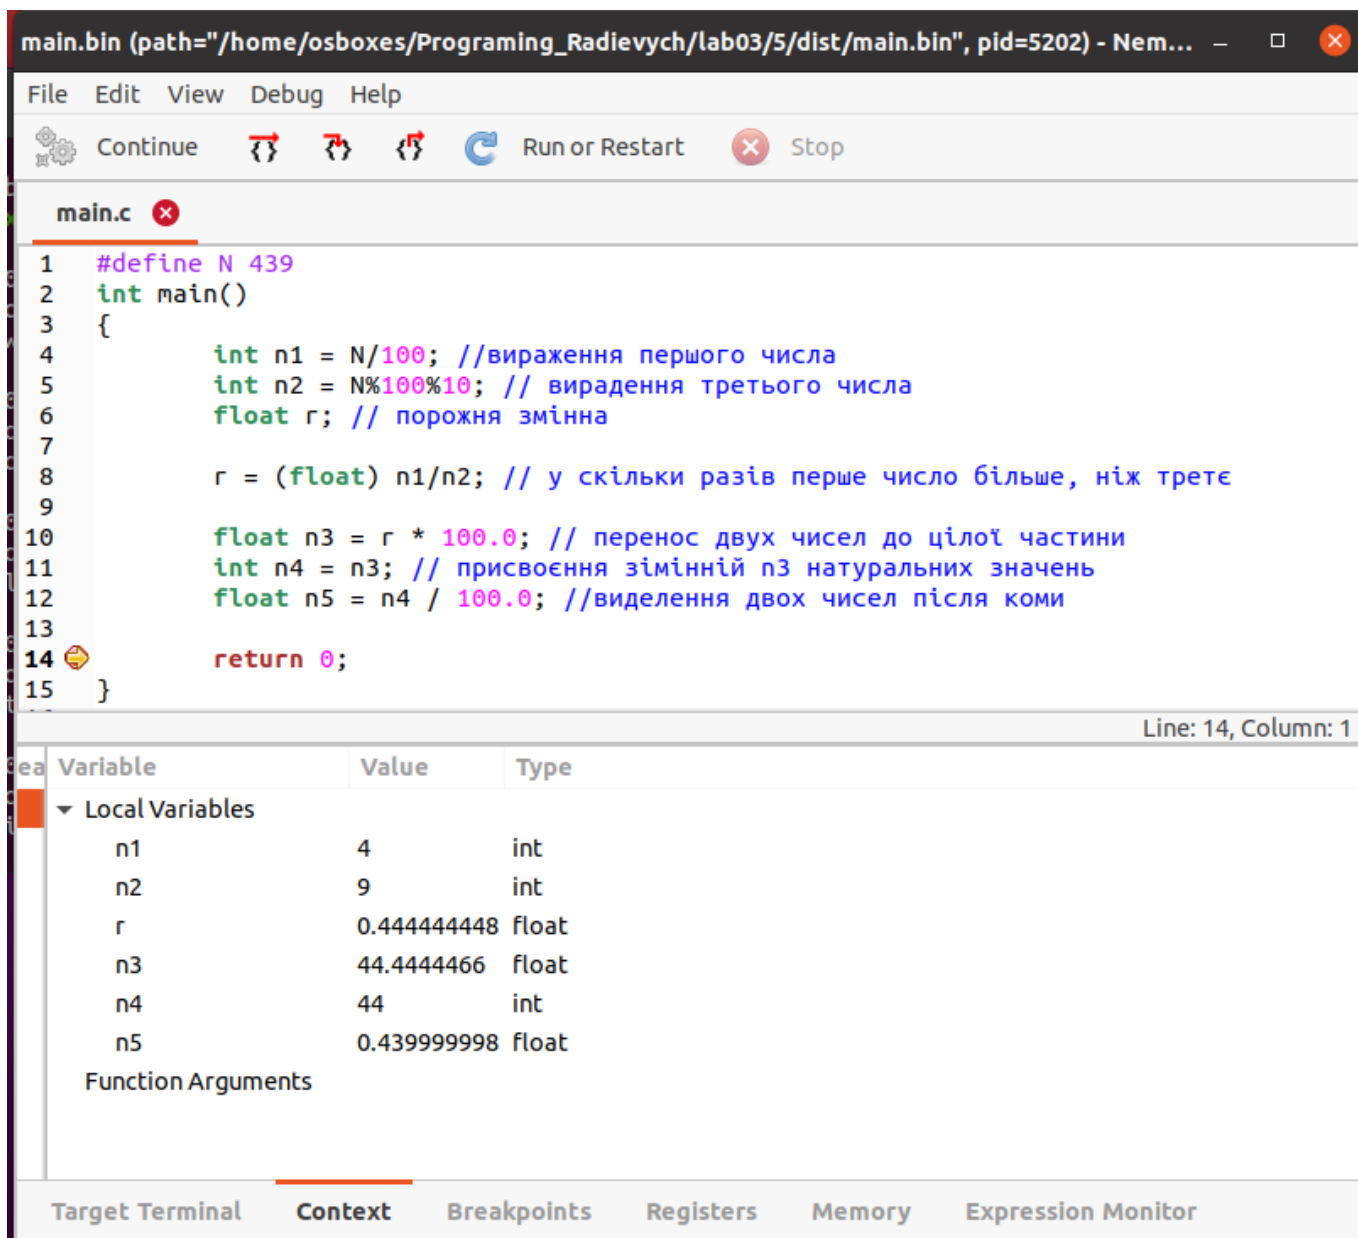 main.bin (path="/home/osboxes/Programing_Radievych/lab03/5/dist/main.bin", pid=5202) - Nem...
File Edit View Debug Help
Continue Run or Restart Stop
main.c
1 #define N 439
2 int main()
3 {
4 int n1 = N/100; //вираження першого числа
5 int n2 = N%100%10; // вирадення третього числа
6 float r; // порожня змінна
7
8 r = (float) n1/n2; // у скільки разів перше число більше, ніж третє
9
10 float n3 = r * 100.0; // перенос двух чисел до цілої частини
11 int n4 = n3; // присвоєння зімінній n3 натуральних значень
12 float n5 = n4 / 100.0; //виделення двох чисел після коми
13
14 return 0;
15 }
Line: 14, Column: 1
Variable Value Type
Local Variables
n1 4 int
n2 9 int
r 0.444444448 float
n3 44.4444466 float
n4 44 int
n5 0.439999998 float
Function Arguments
Target Terminal Context Breakpoints Registers Memory Expression Monitor